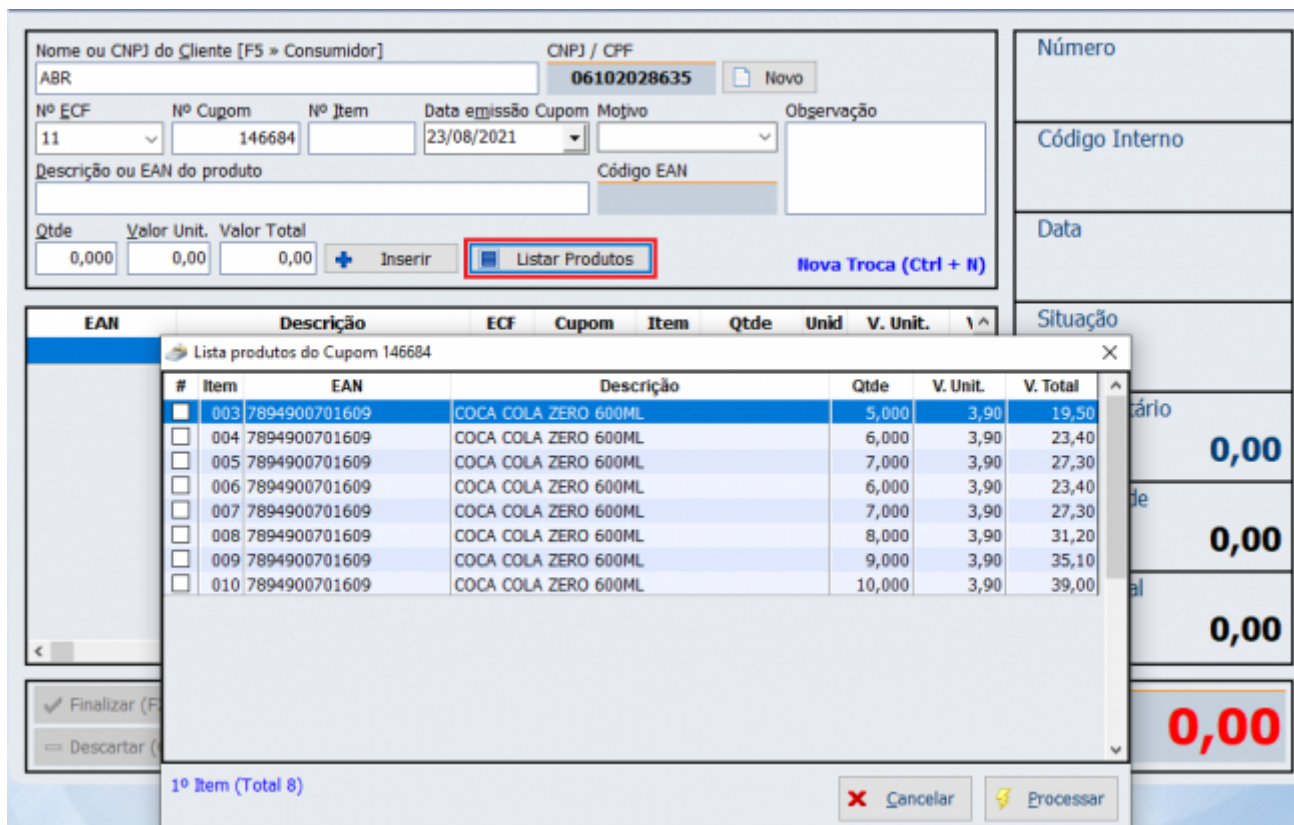 Nome ou CNPJ do Cliente [F5 » Consumidor] CNPJ / CPF
ABR 06102028635 Novo
Nº ECF Nº Cupom Nº Item Data emissão Cupom Motivo Observação
11 146684 23/08/2021
Descrição ou EAN do produto Código EAN
Qtde Valor Unit. Valor Total
0,000 0,00 0,00 Inserir Listar Produtos Nova Troca (Ctrl + N)
Número
Código Interno
Data
Situação
0,00
0,00
0,00
0,00
EAN Descrição ECF Cupom Item Qtde Unid V. Unit.
Lista produtos do Cupom 146684
# Item EAN Descrição Qtde V. Unit. V. Total
003 7894900701609 COCA COLA ZERO 600ML 5,000 3,90 19,50
004 7894900701609 COCA COLA ZERO 600ML 6,000 3,90 23,40
005 7894900701609 COCA COLA ZERO 600ML 7,000 3,90 27,30
006 7894900701609 COCA COLA ZERO 600ML 6,000 3,90 23,40
007 7894900701609 COCA COLA ZERO 600ML 7,000 3,90 27,30
008 7894900701609 COCA COLA ZERO 600ML 8,000 3,90 31,20
009 7894900701609 COCA COLA ZERO 600ML 9,000 3,90 35,10
010 7894900701609 COCA COLA ZERO 600ML 10,000 3,90 39,00
1º Item (Total 8) Cancelar Processar
Finalizar (F
Descartar (